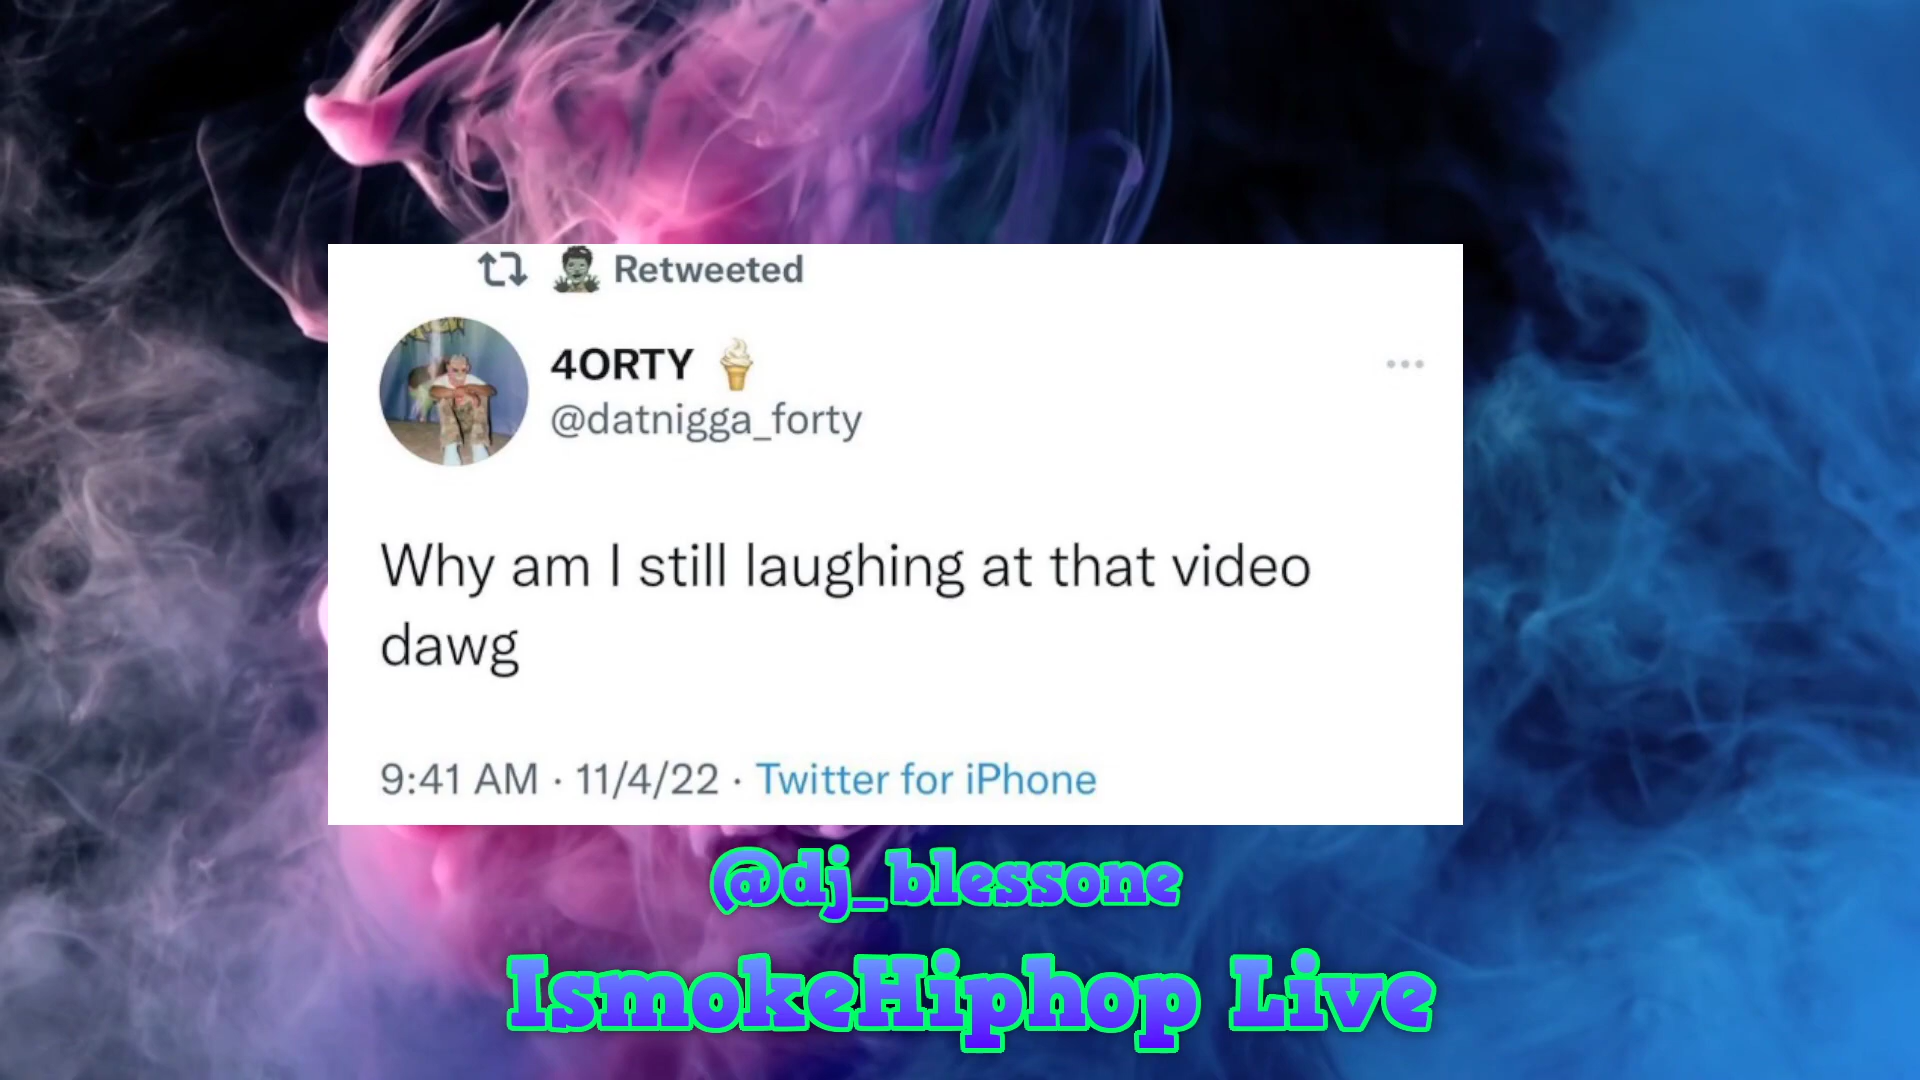 Retweeted
4ORTY
@datnigga_forty
Why am I still laughing at that video
dawg
9:41 AM · 11/4/22 · Twitter for iPhone
@dj_blessone
IsmokeHiphop Live